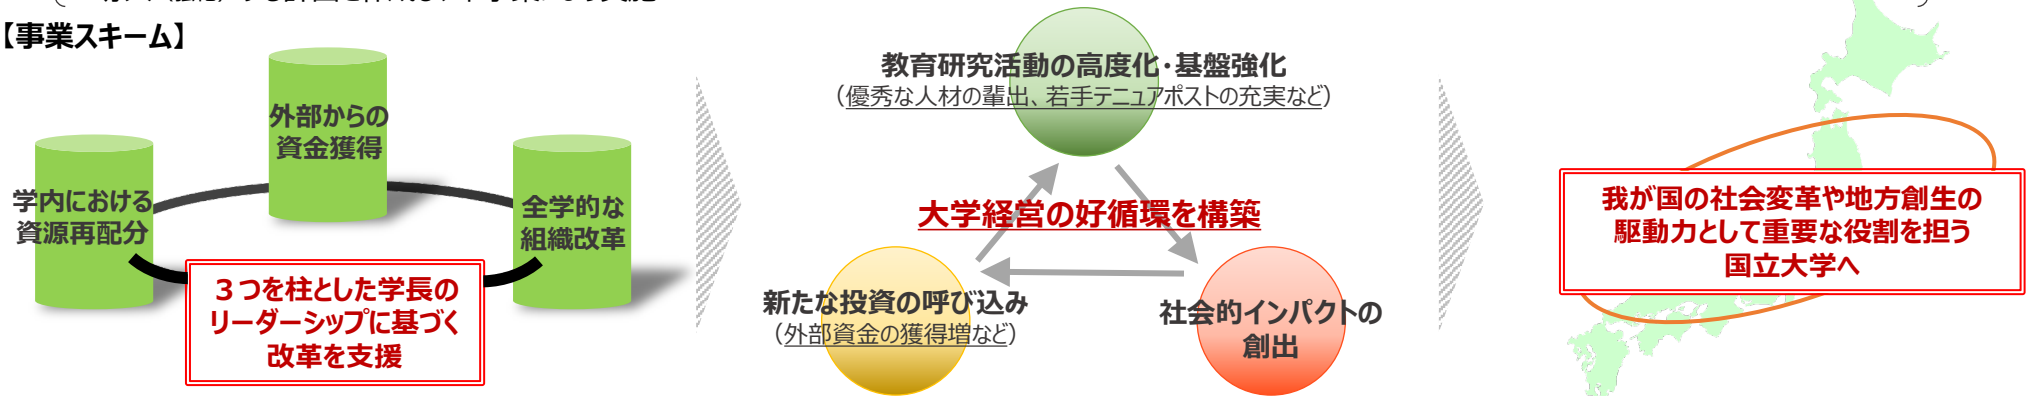 【事業スキーム】
外部からの
資金獲得
学内における
資源再配分
全学的な
組織改革
３つを柱とした学長の
リーダーシップに基づく
改革を支援
教育研究活動の高度化・基盤強化
（優秀な人材の輩出、若手テニュアポストの充実など）
大学経営の好循環を構築
新たな投資の呼び込み
（外部資金の獲得増など）
社会的インパクトの
創出
我が国の社会変革や地方創生の
駆動力として重要な役割を担う
国立大学へ